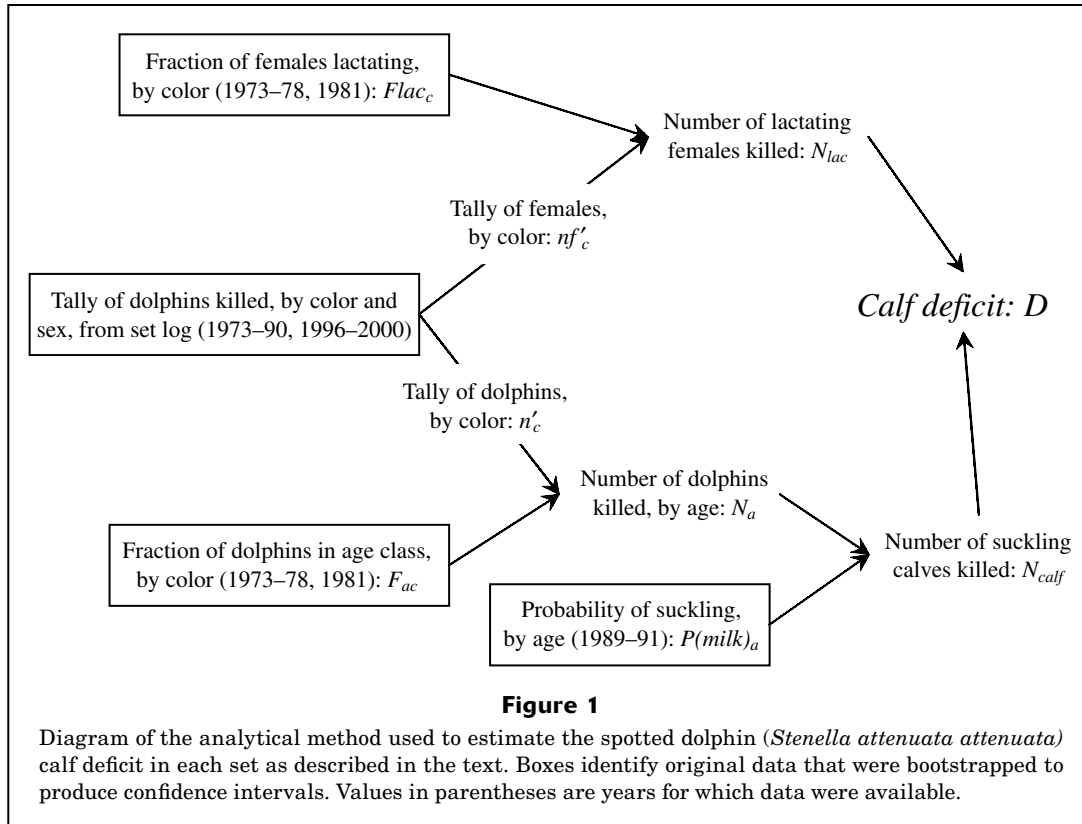 Fraction of females lactating,
by color (1973–78, 1981): Flac_c
Number of lactating
females killed: N_lac
Tally of females,
by color: nf′_c
Tally of dolphins killed, by color and
sex, from set log (1973–90, 1996–2000)
Calf deficit: D
Tally of dolphins,
by color: n′_c
Number of dolphins
killed, by age: N_a
Fraction of dolphins in age class,
by color (1973–78, 1981): F_ac
Number of suckling
calves killed: N_calf
Probability of suckling,
by age (1989–91): P(milk)_a
Figure 1
Diagram of the analytical method used to estimate the spotted dolphin (Stenella attenuata attenuata)
calf deficit in each set as described in the text. Boxes identify original data that were bootstrapped to
produce confidence intervals. Values in parentheses are years for which data were available.